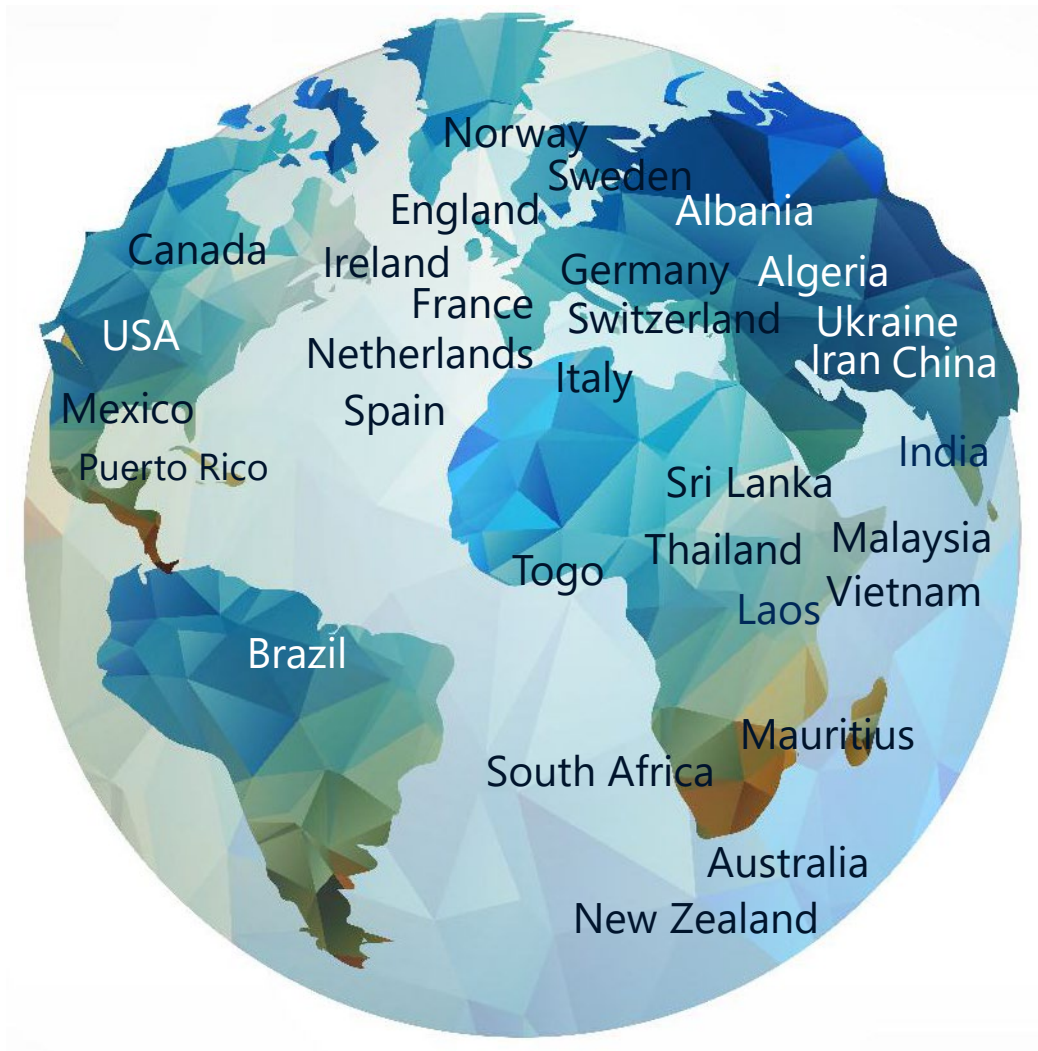 Norway
Sweden
England
Albania
Canada
Ireland
Germany
Algeria
France
USA
Switzerland
Ukraine
Netherlands
Iran China
Italy
Mexico
Spain
India
Puerto Rico
Sri Lanka
Malaysia
Thailand
Togo
Vietnam
Laos
Brazil
Mauritius
South Africa
Australia
New Zealand